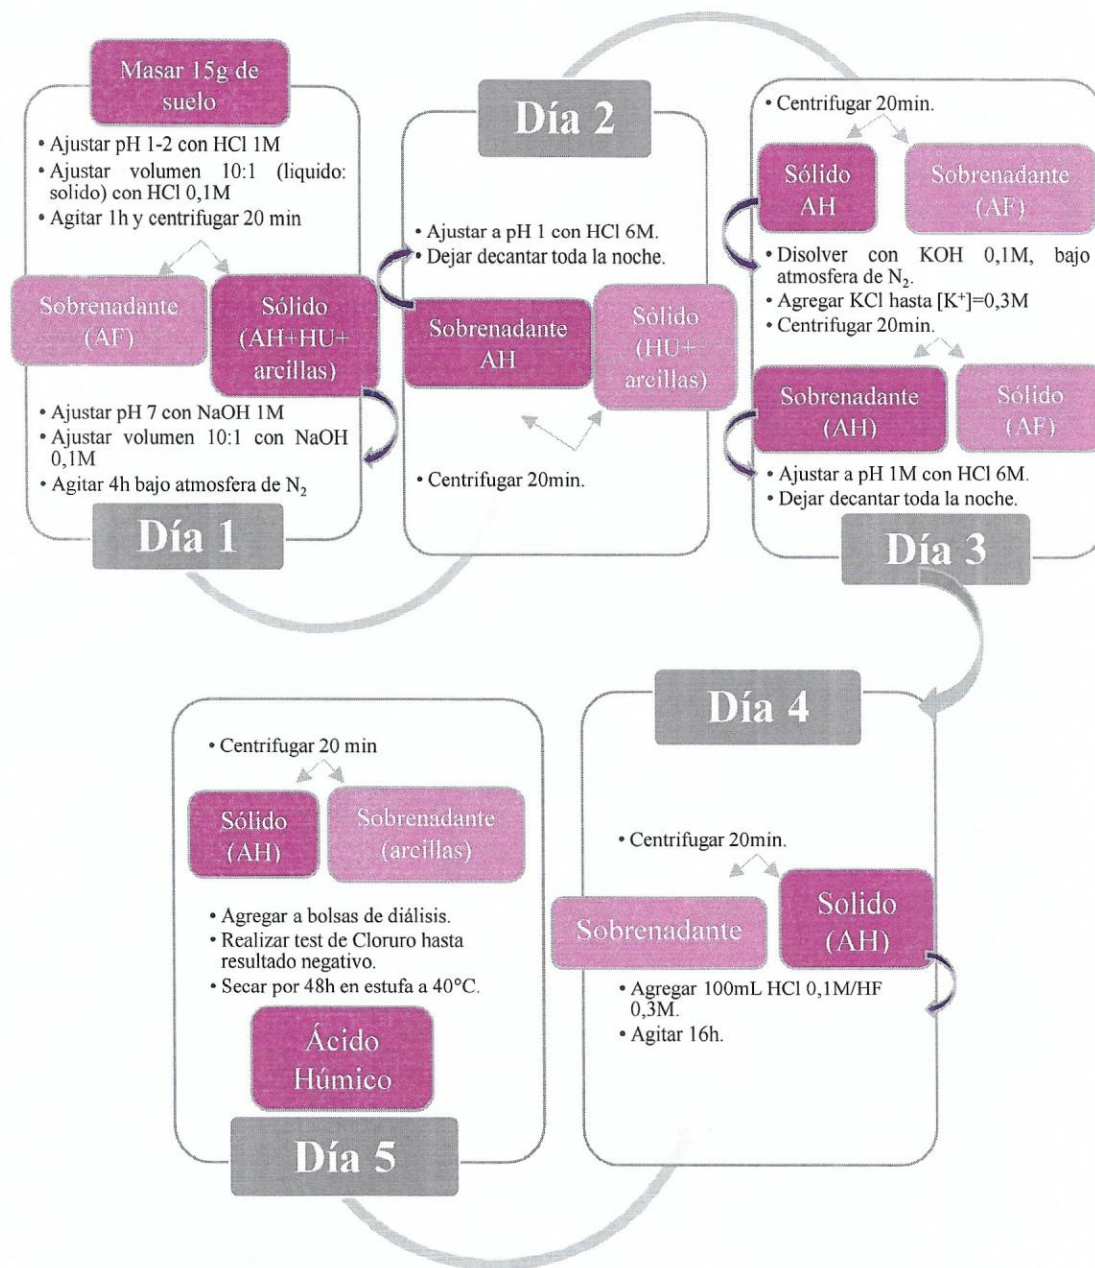 Masar 15g de
suelo
• Ajustar pH 1-2 con HCl 1M
• Ajustar volumen 10:1 (liquido:
solido) con HCl 0,1M
• Agitar 1h y centrifugar 20 min
Sobrenadante
(AF)
Sólido
(AH+HU+
arcillas)
• Ajustar pH 7 con NaOH 1M
• Ajustar volumen 10:1 con NaOH
0,1M
• Agitar 4h bajo atmosfera de N₂
Día 1
Día 2
• Ajustar a pH 1 con HCl 6M.
• Dejar decantar toda la noche.
Sobrenadante
AH
Sólido
(HU+
arcillas)
• Centrifugar 20min.
• Centrifugar 20min.
Sólido
AH
Sobrenadante
(AF)
• Disolver con KOH 0,1M, bajo
atmosfera de N₂.
• Agregar KCl hasta [K⁺]=0,3M
• Centrifugar 20min.
Sobrenadante
(AH)
Sólido
(AF)
• Ajustar a pH 1M con HCl 6M.
• Dejar decantar toda la noche.
Día 3
Día 4
• Centrifugar 20min.
Sobrenadante
Solido
(AH)
• Agregar 100mL HCl 0,1M/HF
0,3M.
• Agitar 16h.
• Centrifugar 20 min
Sólido
(AH)
Sobrenadante
(arcillas)
• Agregar a bolsas de diálisis.
• Realizar test de Cloruro hasta
resultado negativo.
• Secar por 48h en estufa a 40°C.
Ácido
Húmico
Día 5